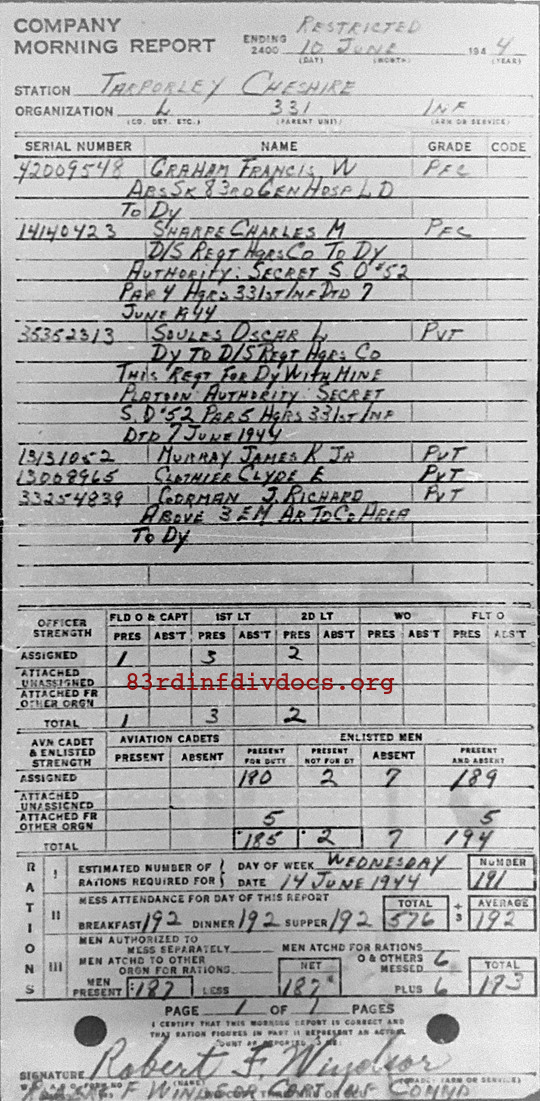 COMPANY
MORNING REPORT
RESTRICTED
ENDING 2400 10 JUNE 194 4
(DAY) (MONTH) (YEAR)
STATION TARPORLEY CHESHIRE
ORGANIZATION L 331 INF
(CO. DET. ETC.) (PARENT UNIT) (ARM OR SERVICE)
SERIAL NUMBER NAME GRADE CODE
42009548 GRAHAM FRANCIS W PFC
ABS SK 83RD GEN HOSP L D
TO DY
14140423 SHARPE CHARLES M PFC
D/S REGT HQRS CO TO DY
AUTHORITY: SECRET S O #52
PAR 4 HQRS 331ST INF DTD 7
JUNE 1944
35352313 SOULES OSCAR L PVT
DY TO D/S REGT HQRS CO
THIS REGT FOR DY WITH MINE
PLATOON AUTHORITY: SECRET
S.O #52 PAR 5 HQRS 331ST INF
DTD 7 JUNE 1944
13131052 MURRAY JAMES K JR PVT
13008965 CLOTHIER CLYDE E PVT
33254839 GORMAN J. RICHARD PVT
ABOVE 3 EM AR TO CO AREA
TO DY
OFFICER STRENGTH FLD O & CAPT 1ST LT 2D LT WO FLT O
PRES ABS'T PRES ABS'T PRES ABS'T PRES ABS'T PRES ABS'T
ASSIGNED 1 3 2
ATTACHED UNASSIGNED
83rdinfdivdocs.org
ATTACHED FR OTHER ORGN
TOTAL 1 3 2
AVN CADET & ENLISTED STRENGTH AVIATION CADETS ENLISTED MEN
PRESENT ABSENT PRESENT FOR DUTY PRESENT NOT FOR DY ABSENT PRESENT AND ABSENT
ASSIGNED 180 2 7 189
ATTACHED UNASSIGNED
ATTACHED FR OTHER ORGN 5 5
TOTAL 185 2 7 194
RATIONS
I ESTIMATED NUMBER OF RATIONS REQUIRED FOR DAY OF WEEK WEDNESDAY NUMBER
DATE 14 JUNE 1944 191
II MESS ATTENDANCE FOR DAY OF THIS REPORT TOTAL ÷ 3 AVERAGE
BREAKFAST 192 DINNER 192 SUPPER 192 576 192
III MEN AUTHORIZED TO MESS SEPARATELY MEN ATCHD FOR RATIONS
MEN ATCHD TO OTHER ORGN FOR RATIONS NET O & OTHERS MESSED 6 TOTAL
MEN PRESENT 187 LESS 187 PLUS 6 193
PAGE 1 OF 1 PAGES
I CERTIFY THAT THIS MORNING REPORT IS CORRECT AND
THAT RATION FIGURES IN PART II REPRESENT AN ACTUAL
COUNT AS REPORTED
SIGNATURE Robert F. Windsor
(NAME) (GRADE) (ARM OR SERVICE)
ROBERT F WINDSOR CAPT INF COMMD